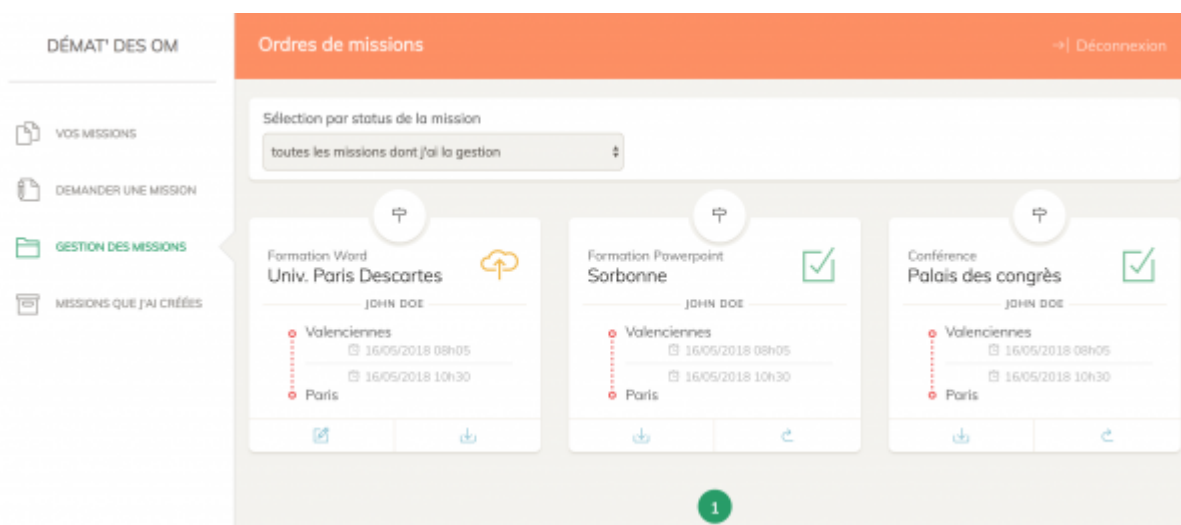 DÉMAT' DES OM
Ordres de missions
Déconnexion
VOS MISSIONS
DEMANDER UNE MISSION
GESTION DES MISSIONS
MISSIONS QUE J'AI CRÉÉES
Sélection par status de la mission
toutes les missions dont j'ai la gestion
Formation Word
Univ. Paris Descartes
JOHN DOE
Valenciennes
16/05/2018 08h05
16/05/2018 10h30
Paris
Formation Powerpoint
Sorbonne
JOHN DOE
Valenciennes
16/05/2018 08h05
16/05/2018 10h30
Paris
Conférence
Palais des congrès
JOHN DOE
Valenciennes
16/05/2018 08h05
16/05/2018 10h30
Paris
1